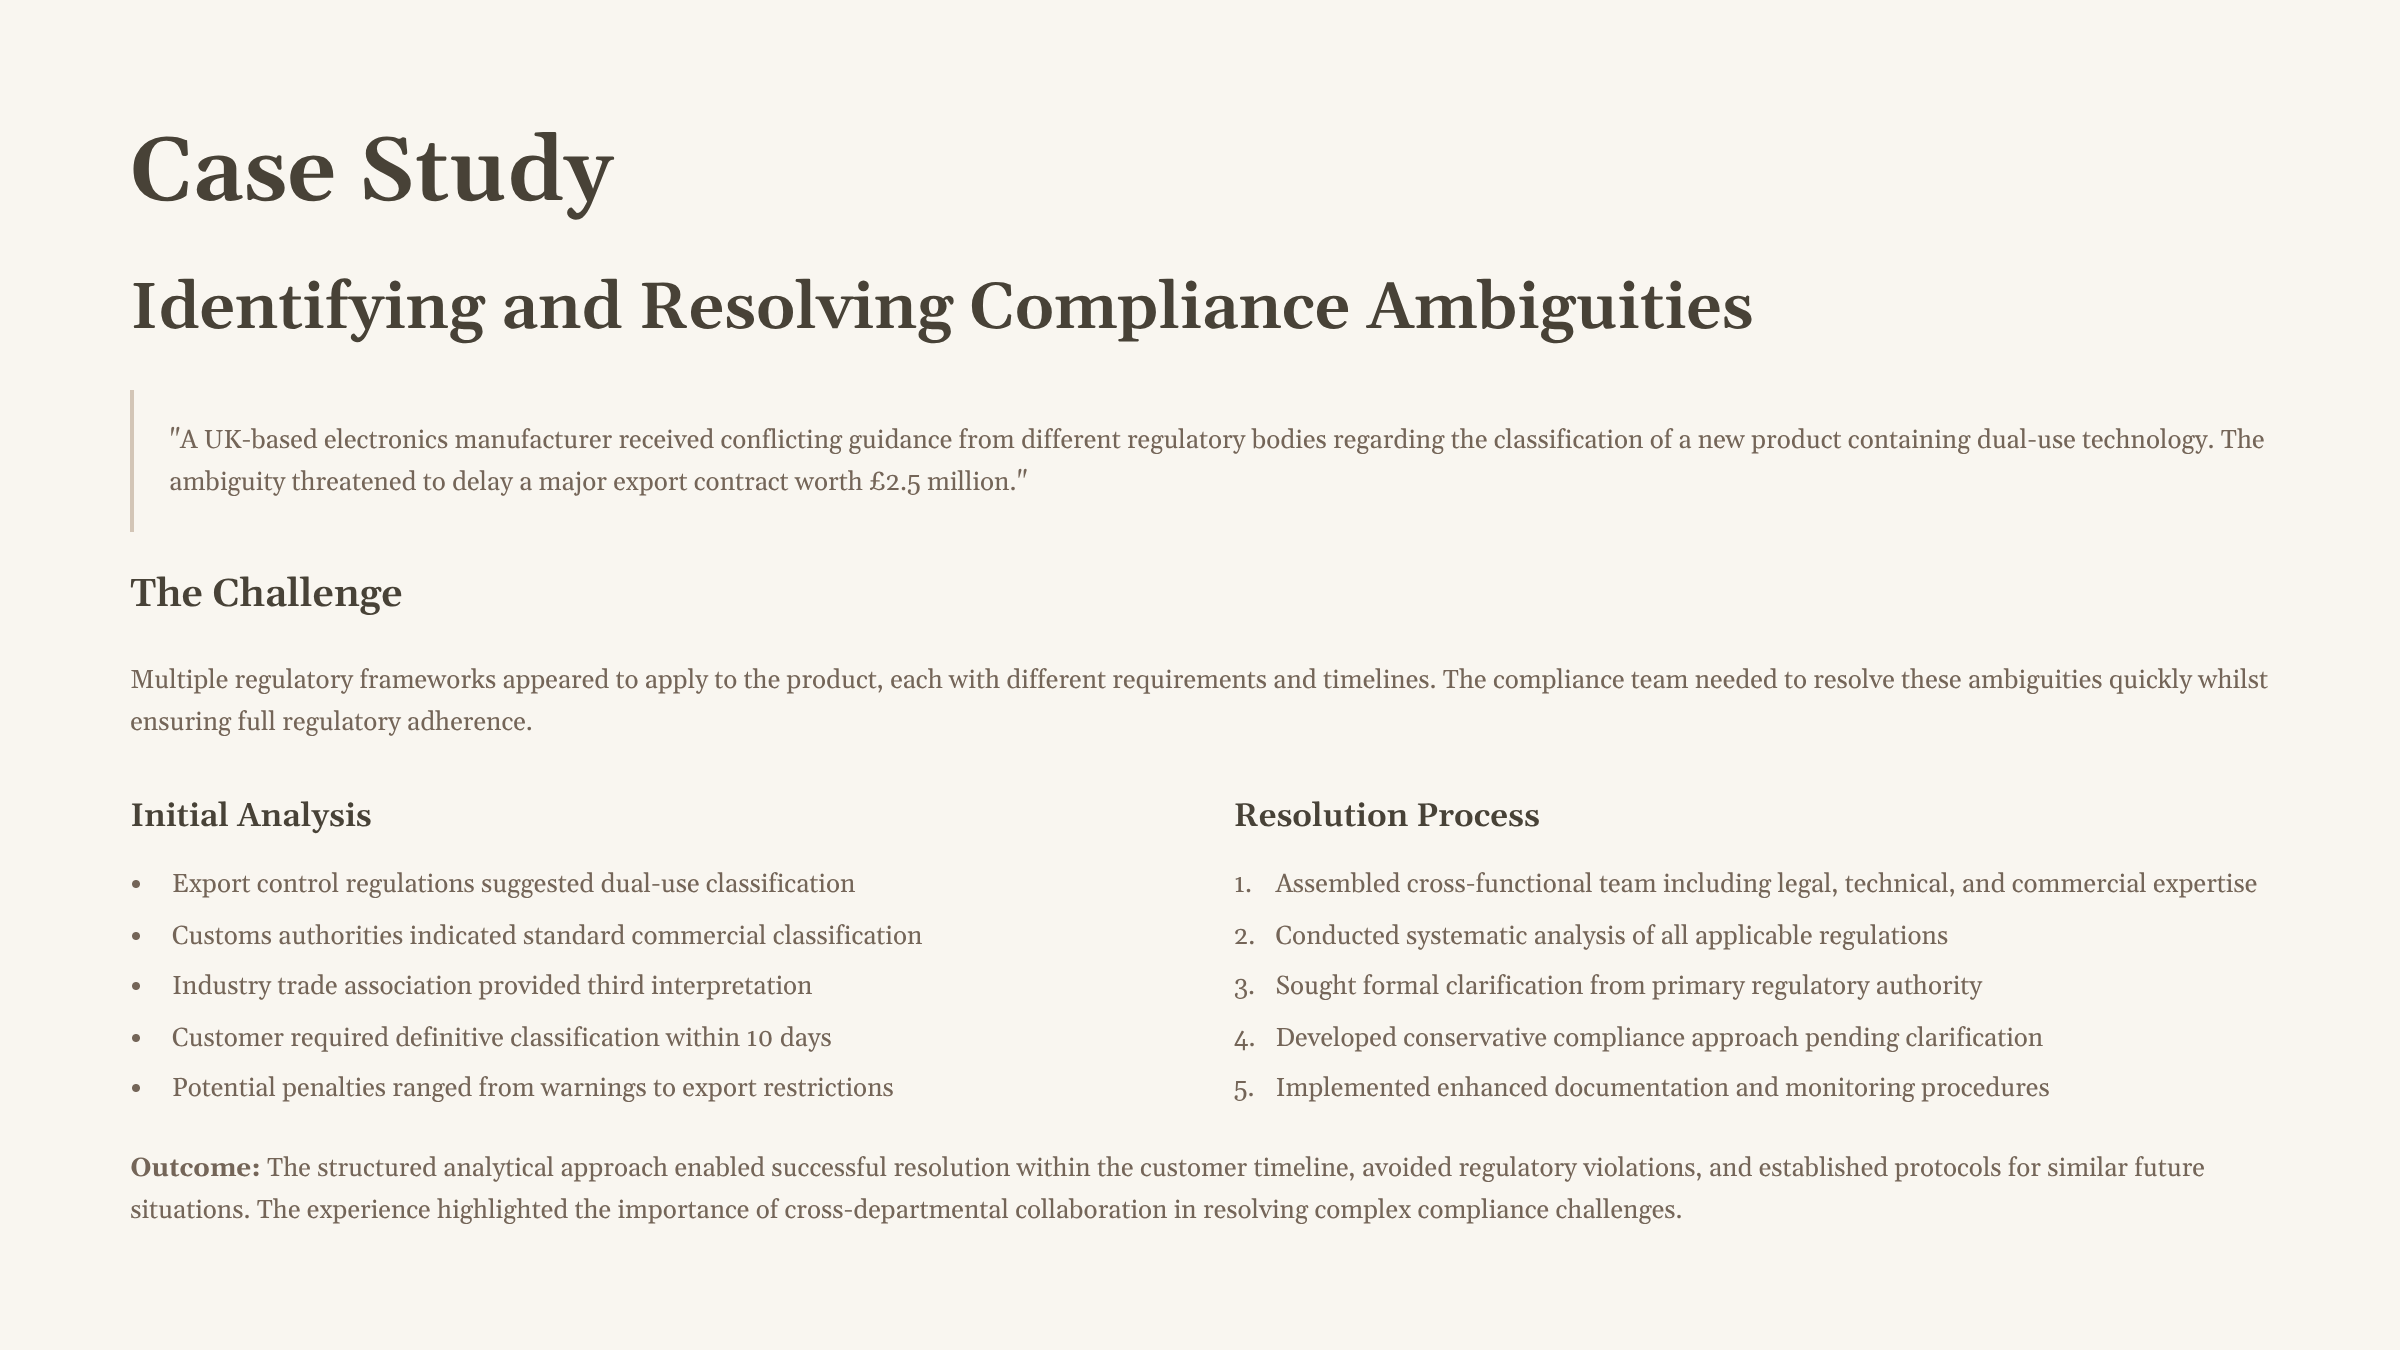 Case Study
Identifying and Resolving Compliance Ambiguities
"A UK-based electronics manufacturer received conflicting guidance from different regulatory bodies regarding the classification of a new product containing dual-use technology. The
ambiguity threatened to delay a major export contract worth £2.5 million."
The Challenge
Multiple regulatory frameworks appeared to apply to the product, each with different requirements and timelines. The compliance team needed to resolve these ambiguities quickly whilst
ensuring full regulatory adherence.
Initial Analysis
• Export control regulations suggested dual-use classification
• Customs authorities indicated standard commercial classification
• Industry trade association provided third interpretation
• Customer required definitive classification within 10 days
• Potential penalties ranged from warnings to export restrictions
Resolution Process
1. Assembled cross-functional team including legal, technical, and commercial expertise
2. Conducted systematic analysis of all applicable regulations
3. Sought formal clarification from primary regulatory authority
4. Developed conservative compliance approach pending clarification
5. Implemented enhanced documentation and monitoring procedures
Outcome: The structured analytical approach enabled successful resolution within the customer timeline, avoided regulatory violations, and established protocols for similar future
situations. The experience highlighted the importance of cross-departmental collaboration in resolving complex compliance challenges.